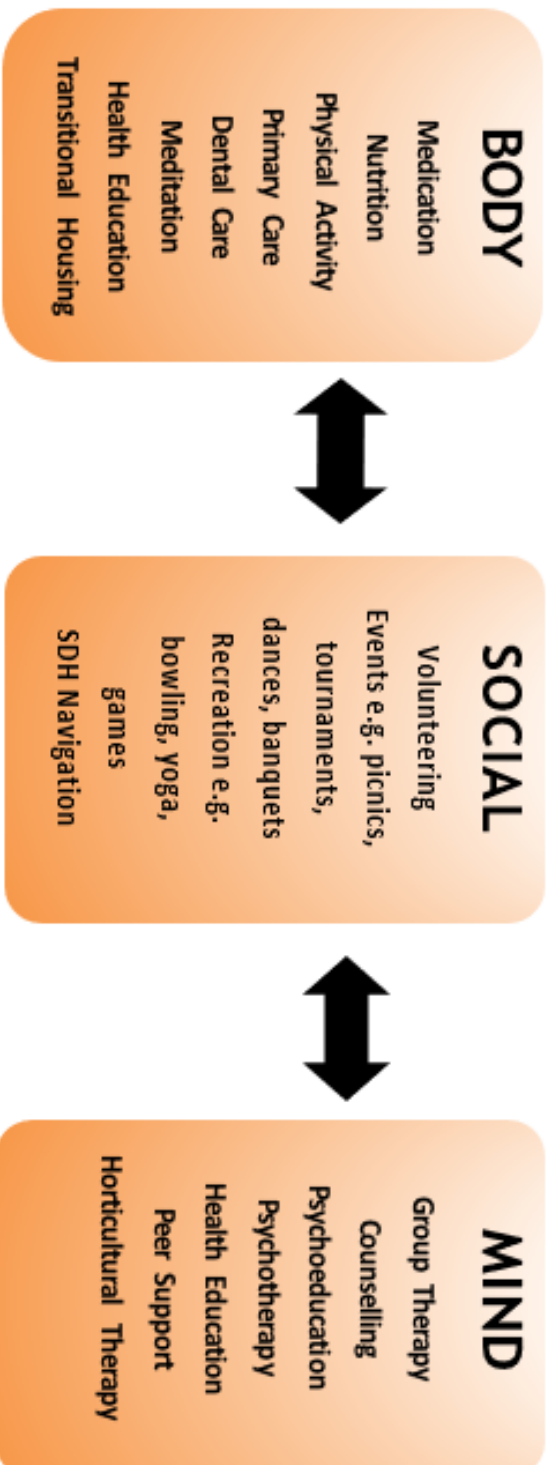 BODY
Medication
Nutrition
Physical Activity
Primary Care
Dental Care
Meditation
Health Education
Transitional Housing
SOCIAL
Volunteering
Events e.g. picnics,
tournaments,
dances, banquets
Recreation e.g.
bowling, yoga,
games
SDH Navigation
MIND
Group Therapy
Counselling
Psychoeducation
Psychotherapy
Health Education
Peer Support
Horticultural Therapy